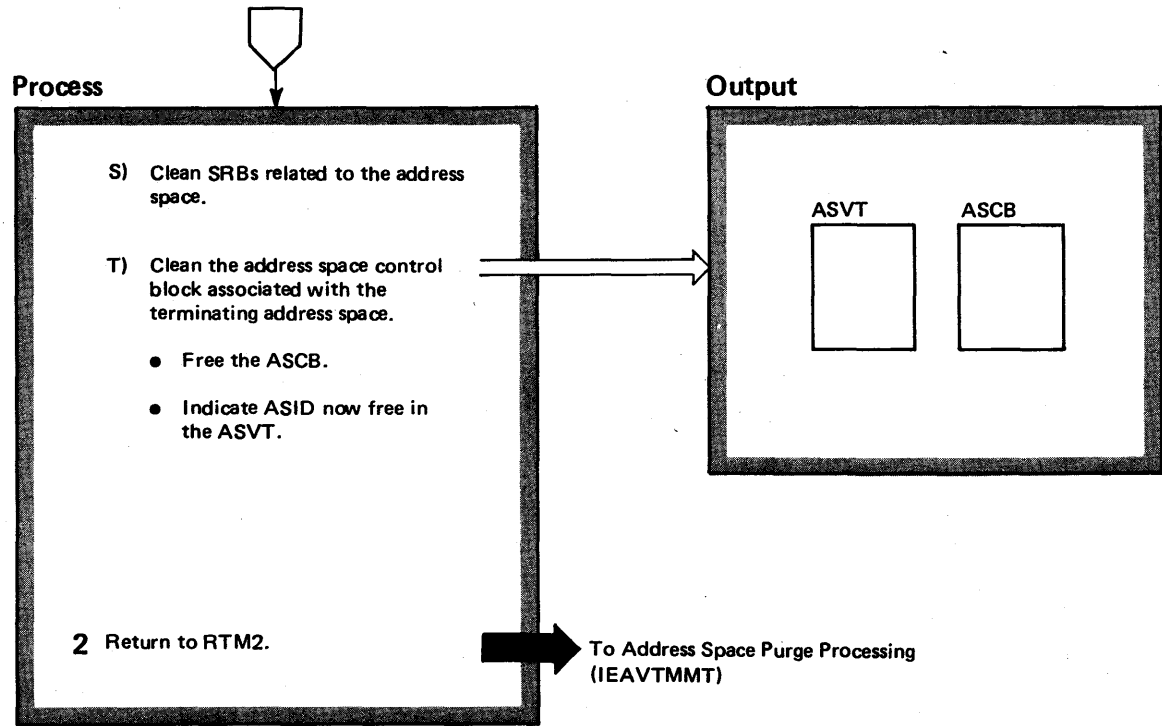 Process
S) Clean SRBs related to the address
space.
T) Clean the address space control
block associated with the
terminating address space.
● Free the ASCB.
● Indicate ASID now free in
the ASVT.
2 Return to RTM2.
To Address Space Purge Processing
(IEAVTMMT)
Output
ASVT ASCB